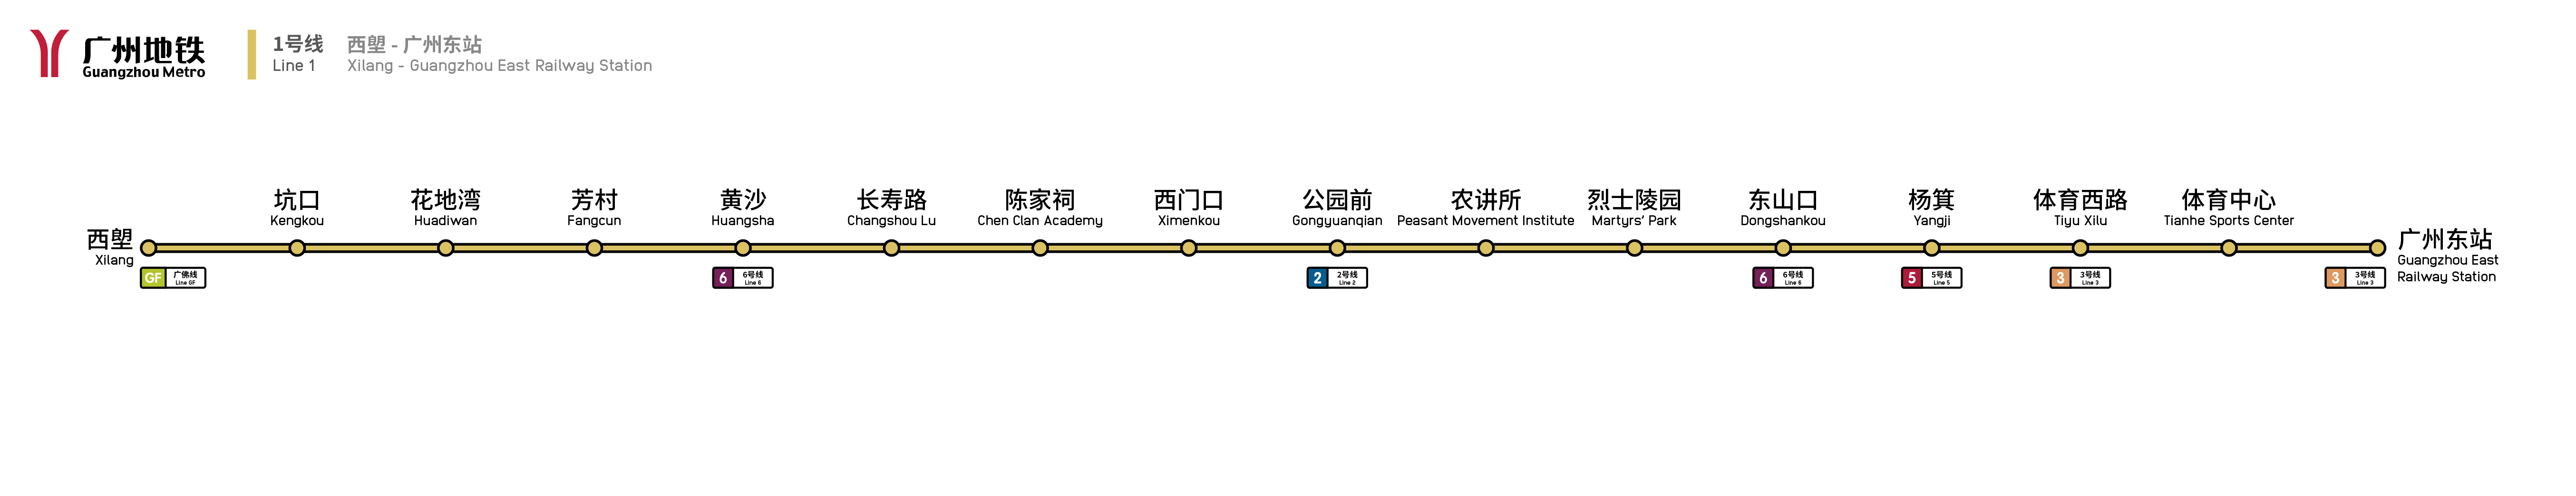 广州地铁
Guangzhou Metro
1号线
Line 1
西塱 - 广州东站
Xilang - Guangzhou East Railway Station
西塱
Xilang
GF 广佛线
Line GF
坑口
Kengkou
花地湾
Huadiwan
芳村
Fangcun
黄沙
Huangsha
6 6号线
Line 6
长寿路
Changshou Lu
陈家祠
Chen Clan Academy
西门口
Ximenkou
公园前
Gongyuanqian
2 2号线
Line 2
农讲所
Peasant Movement Institute
烈士陵园
Martyrs' Park
东山口
Dongshankou
6 6号线
Line 6
杨箕
Yangji
5 5号线
Line 5
体育西路
Tiyu Xilu
3 3号线
Line 3
体育中心
Tianhe Sports Center
广州东站
Guangzhou East
Railway Station
3 3号线
Line 3